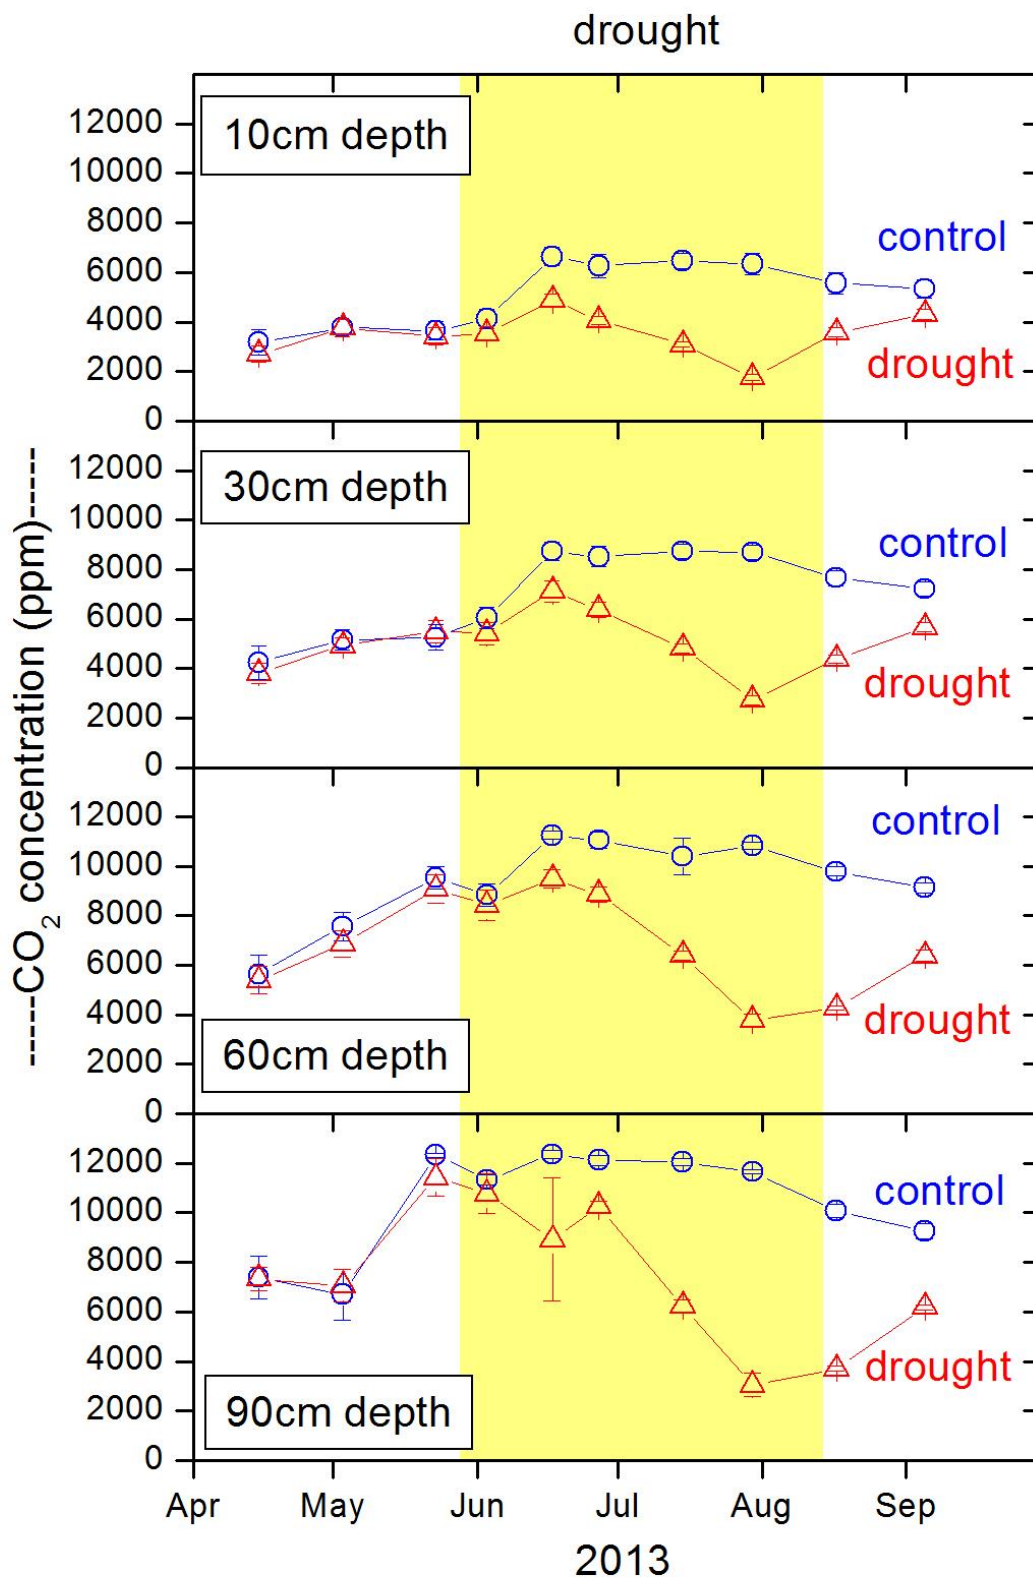 drought
-----CO2 concentration (ppm)-----
12000
10000
8000
6000
4000
2000
0
10cm depth
control
drought
12000
10000
8000
6000
4000
2000
0
30cm depth
control
drought
12000
10000
8000
6000
4000
2000
0
60cm depth
control
drought
12000
10000
8000
6000
4000
2000
0
90cm depth
control
drought
Apr May Jun Jul Aug Sep
2013